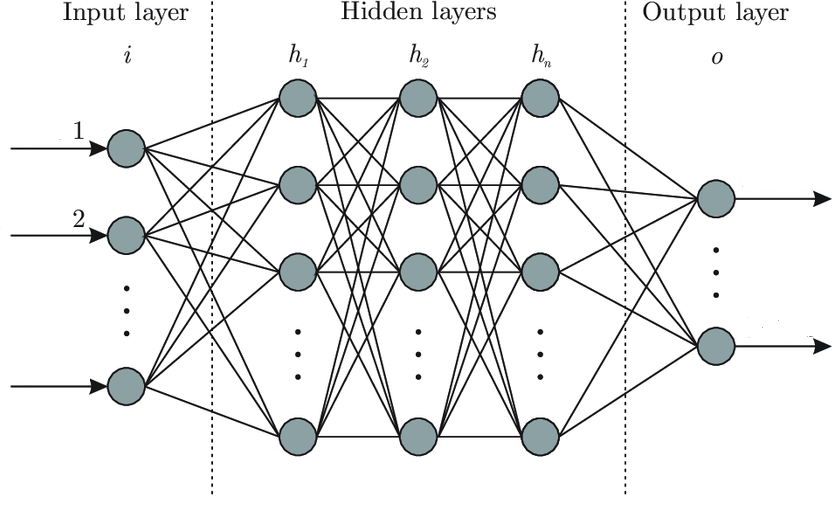 Input layer
Hidden layers
Output layer
i
h1
h2
hn
o
1
2